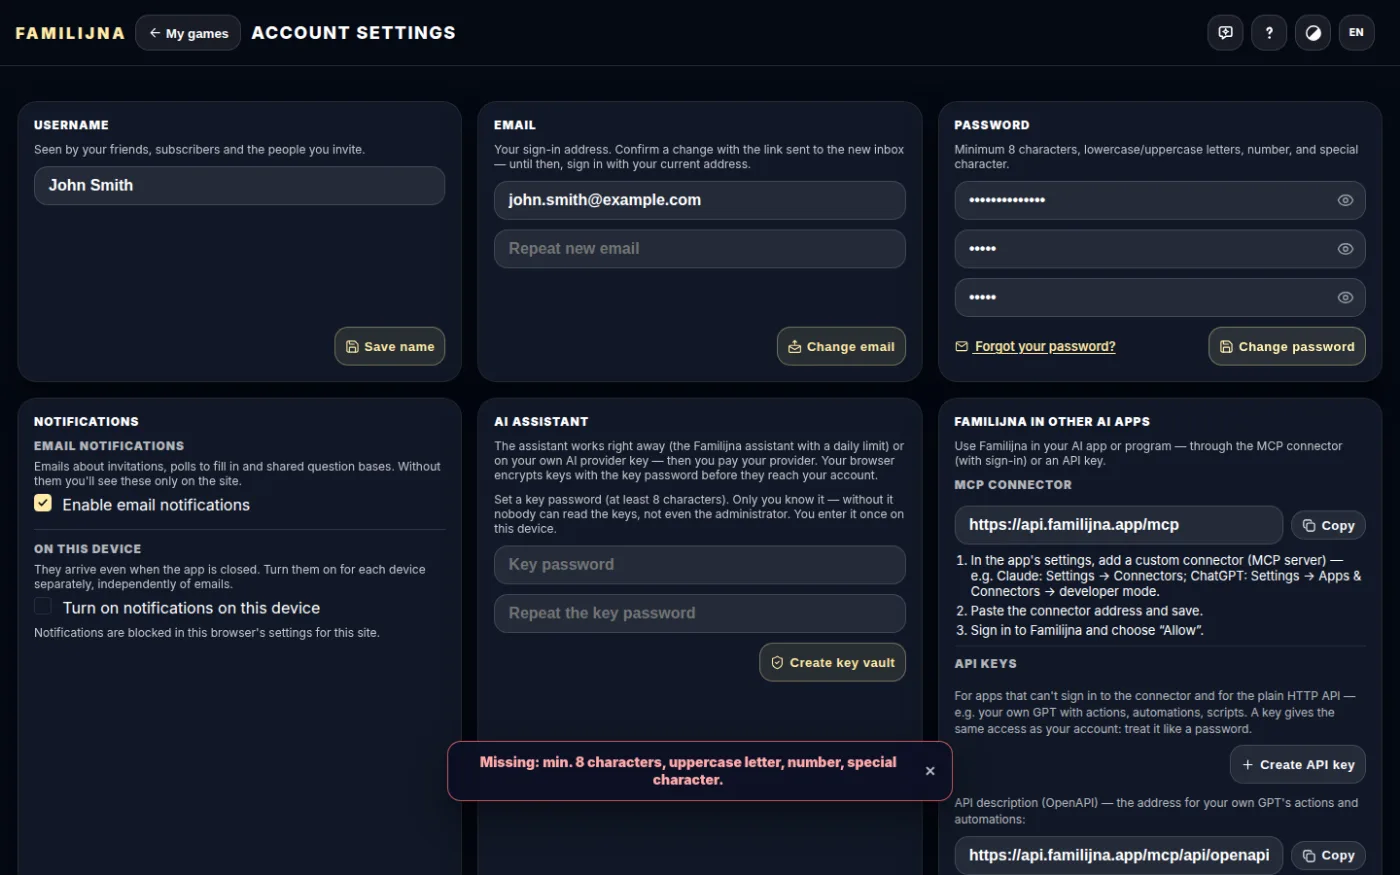 FAMILIJNA
← My games
ACCOUNT SETTINGS
?
EN
USERNAME
Seen by your friends, subscribers and the people you invite.
John Smith
Save name
EMAIL
Your sign-in address. Confirm a change with the link sent to the new inbox
— until then, sign in with your current address.
john.smith@example.com
Repeat new email
Change email
PASSWORD
Minimum 8 characters, lowercase/uppercase letters, number, and special
character.
••••••••••••••
•••••
•••••
Forgot your password?
Change password
NOTIFICATIONS
EMAIL NOTIFICATIONS
Emails about invitations, polls to fill in and shared question bases. Without
them you'll see these only on the site.
Enable email notifications
ON THIS DEVICE
They arrive even when the app is closed. Turn them on for each device
separately, independently of emails.
Turn on notifications on this device
Notifications are blocked in this browser's settings for this site.
AI ASSISTANT
The assistant works right away (the Familijna assistant with a daily limit) or
on your own AI provider key — then you pay your provider. Your browser
encrypts keys with the key password before they reach your account.
Set a key password (at least 8 characters). Only you know it — without it
nobody can read the keys, not even the administrator. You enter it once on
this device.
Key password
Repeat the key password
Create key vault
FAMILIJNA IN OTHER AI APPS
Use Familijna in your AI app or program — through the MCP connector
(with sign-in) or an API key.
MCP CONNECTOR
https://api.familijna.app/mcp
Copy
1. In the app's settings, add a custom connector (MCP server) —
e.g. Claude: Settings → Connectors; ChatGPT: Settings → Apps &
Connectors → developer mode.
2. Paste the connector address and save.
3. Sign in to Familijna and choose “Allow”.
API KEYS
For apps that can't sign in to the connector and for the plain HTTP API —
e.g. your own GPT with actions, automations, scripts. A key gives the
same access as your account: treat it like a password.
+ Create API key
API description (OpenAPI) — the address for your own GPT's actions and
automations:
https://api.familijna.app/mcp/api/openapi
Copy
Missing: min. 8 characters, uppercase letter, number, special
character.
×